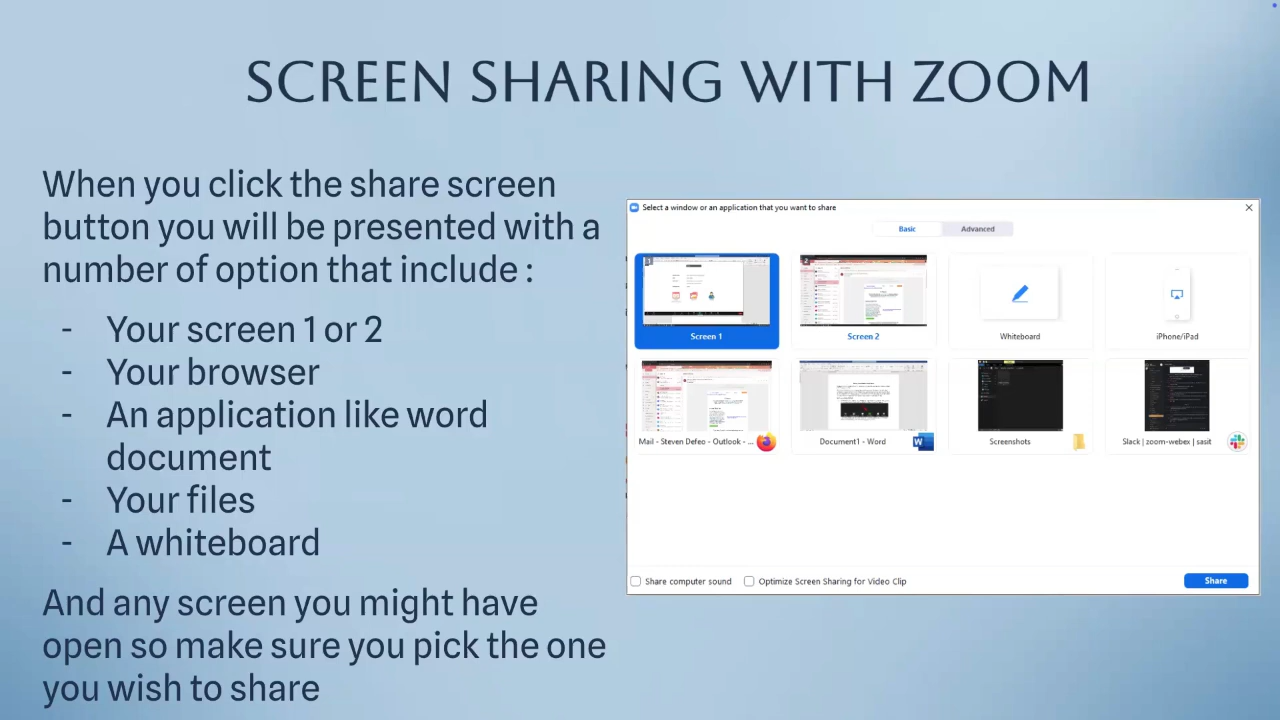 SCREEN SHARING WITH ZOOM
When you click the share screen
button you will be presented with a
number of option that include :
- Your screen 1 or 2
- Your browser
- An application like word
document
- Your files
- A whiteboard
And any screen you might have
open so make sure you pick the one
you wish to share
Select a window or an application that you want to share
Basic Advanced
Screen 1 Screen 2 Whiteboard iPhone/iPad
Mail - Steven Defeo - Outlook - ... Document1 - Word Screenshots Slack | zoom-webex | sasit
Share computer sound Optimize Screen Sharing for Video Clip Share